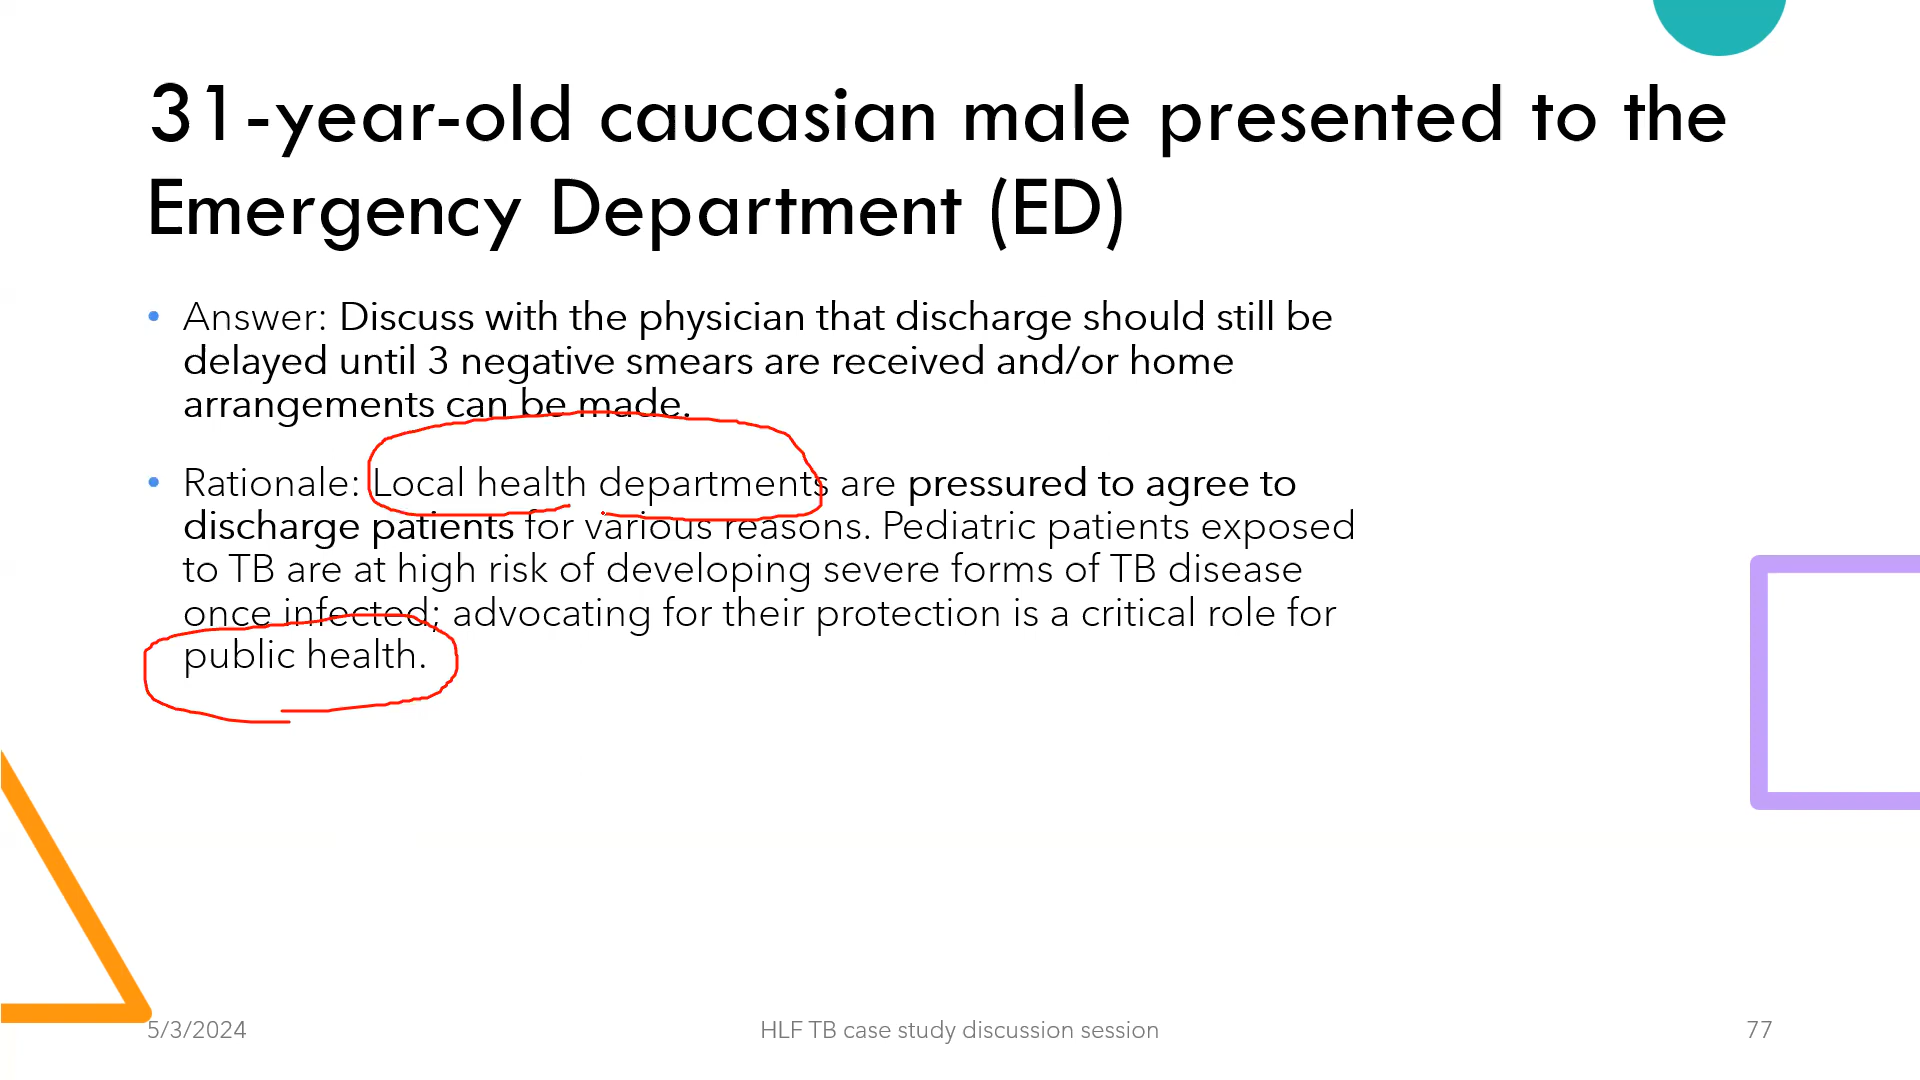 31-year-old caucasian male presented to the
Emergency Department (ED)
• Answer: Discuss with the physician that discharge should still be
delayed until 3 negative smears are received and/or home
arrangements can be made.
• Rationale: Local health departments are pressured to agree to
discharge patients for various reasons. Pediatric patients exposed
to TB are at high risk of developing severe forms of TB disease
once infected; advocating for their protection is a critical role for
public health.
5/3/2024
HLF TB case study discussion session
77